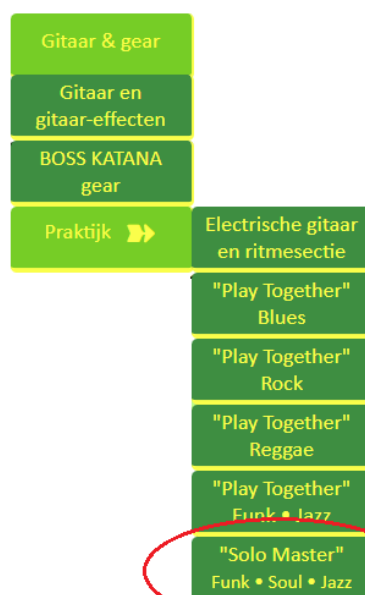 Gitaar & gear
Gitaar en
gitaar-effecten
BOSS KATANA
gear
Praktijk
Electrische gitaar
en ritmesectie
"Play Together"
Blues
"Play Together"
Rock
"Play Together"
Reggae
"Play Together"
Funk • Jazz
"Solo Master"
Funk • Soul • Jazz